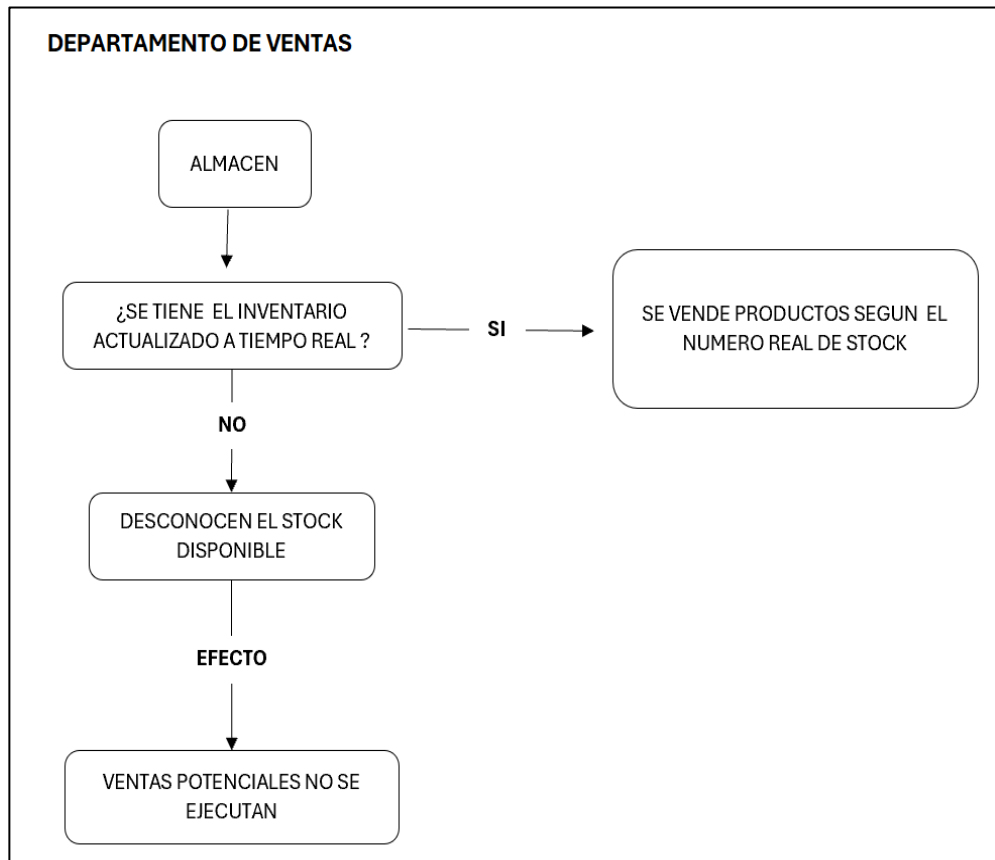 DEPARTAMENTO DE VENTAS
ALMACEN
¿SE TIENE EL INVENTARIO
ACTUALIZADO A TIEMPO REAL ?
SI
SE VENDE PRODUCTOS SEGUN EL
NUMERO REAL DE STOCK
NO
DESCONOCEN EL STOCK
DISPONIBLE
EFECTO
VENTAS POTENCIALES NO SE
EJECUTAN